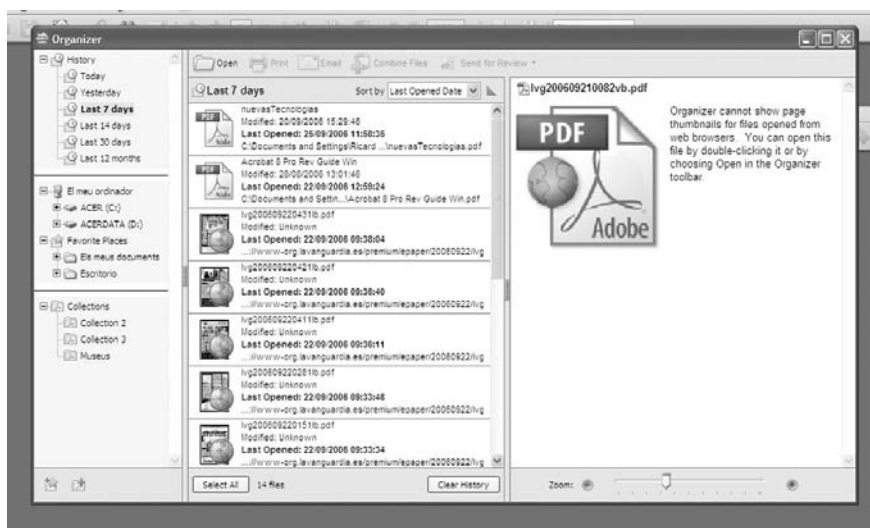 Organizer
History
Today
Yesterday
Last 7 days
Last 14 days
Last 30 days
Last 12 months
El meu ordinador
ACER (C:)
ACERDATA (D:)
Favorite Places
Els meus documents
Escritorio
Collections
Collection 2
Collection 3
Museus
Open Print Email Combine Files Send for Review
Last 7 days Sort by Last Opened Date
nuevasTecnologias
Modified: 20/09/2006 15:29:46
Last Opened: 25/09/2006 11:58:35
C:\Documents and Settings\Ricard ...\nuevasTecnologias.pdf
Acrobat 8 Pro Rev Guide Win
Modified: 28/08/2006 13:01:46
Last Opened: 22/09/2006 12:59:24
C:\Documents and Settin...\Acrobat 8 Pro Rev Guide Win.pdf
lvg200609220431lb.pdf
Modified: Unknown
Last Opened: 22/09/2006 09:38:04
...://www-org.lavanguardia.es/premium/epaper/20060922/lvg
lvg200609220421lb.pdf
Modified: Unknown
Last Opened: 22/09/2006 09:36:40
...://www-org.lavanguardia.es/premium/epaper/20060922/lvg
lvg200609220411lb.pdf
Modified: Unknown
Last Opened: 22/09/2006 09:36:11
...://www-org.lavanguardia.es/premium/epaper/20060922/lvg
lvg200609220281lb.pdf
Modified: Unknown
Last Opened: 22/09/2006 09:33:48
...://www-org.lavanguardia.es/premium/epaper/20060922/lvg
lvg200609220151lb.pdf
Modified: Unknown
Last Opened: 22/09/2006 09:33:34
...://www-org.lavanguardia.es/premium/epaper/20060922/lvg
Select All 14 files Clear History
lvg200609210082vb.pdf
PDF
Adobe
Organizer cannot show page
thumbnails for files opened from
web browsers. You can open this
file by double-clicking it or by
choosing Open in the Organizer
toolbar.
Zoom: